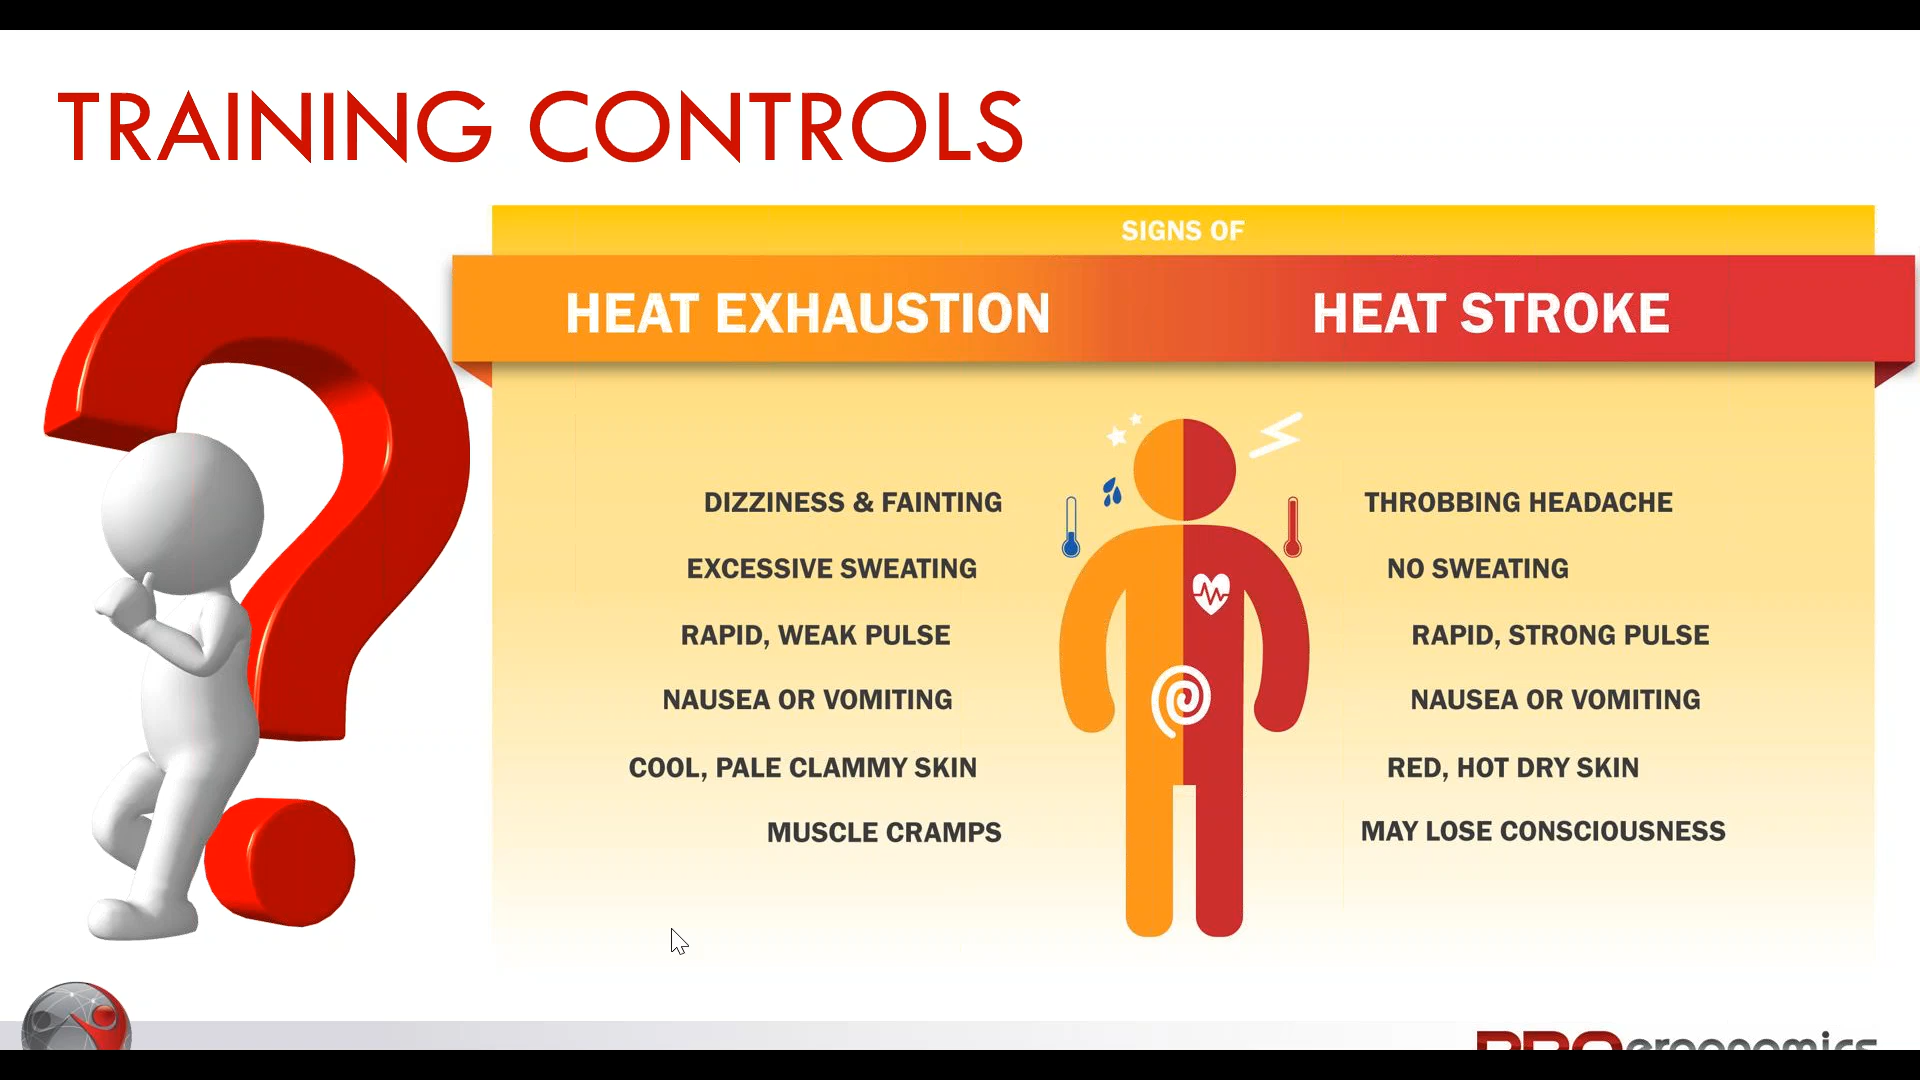 TRAINING CONTROLS
SIGNS OF
HEAT EXHAUSTION
HEAT STROKE
DIZZINESS & FAINTING
EXCESSIVE SWEATING
RAPID, WEAK PULSE
NAUSEA OR VOMITING
COOL, PALE CLAMMY SKIN
MUSCLE CRAMPS
THROBBING HEADACHE
NO SWEATING
RAPID, STRONG PULSE
NAUSEA OR VOMITING
RED, HOT DRY SKIN
MAY LOSE CONSCIOUSNESS
PROergonomics